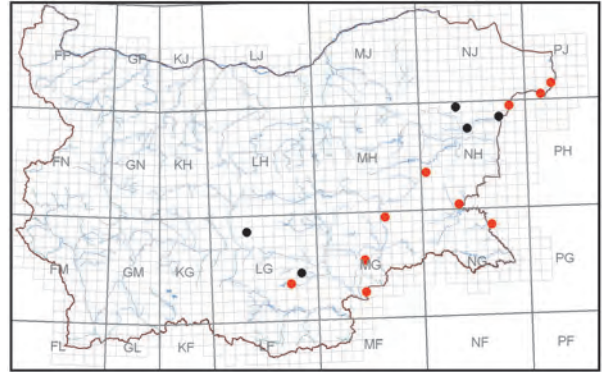 FP GP KJ LJ MJ NJ PJ
FN GN KH LH MH NH PH
FM GM KG LG MG NG PG
FL GL KF LF MF NF PF